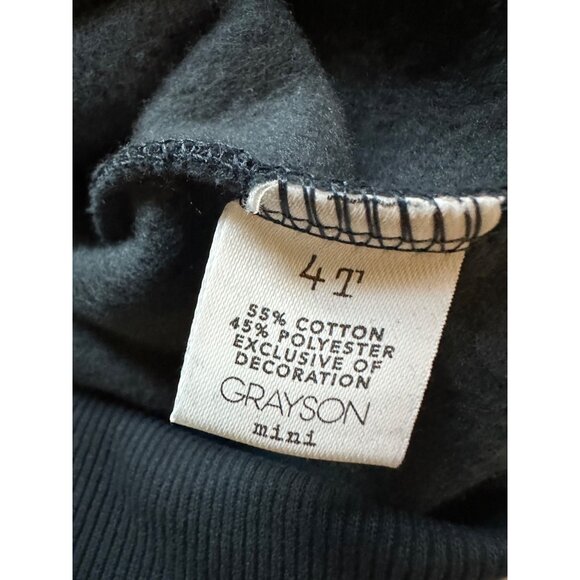 4T
55% COTTON
45% POLYESTER
EXCLUSIVE OF
DECORATION
GRAYSON
mini